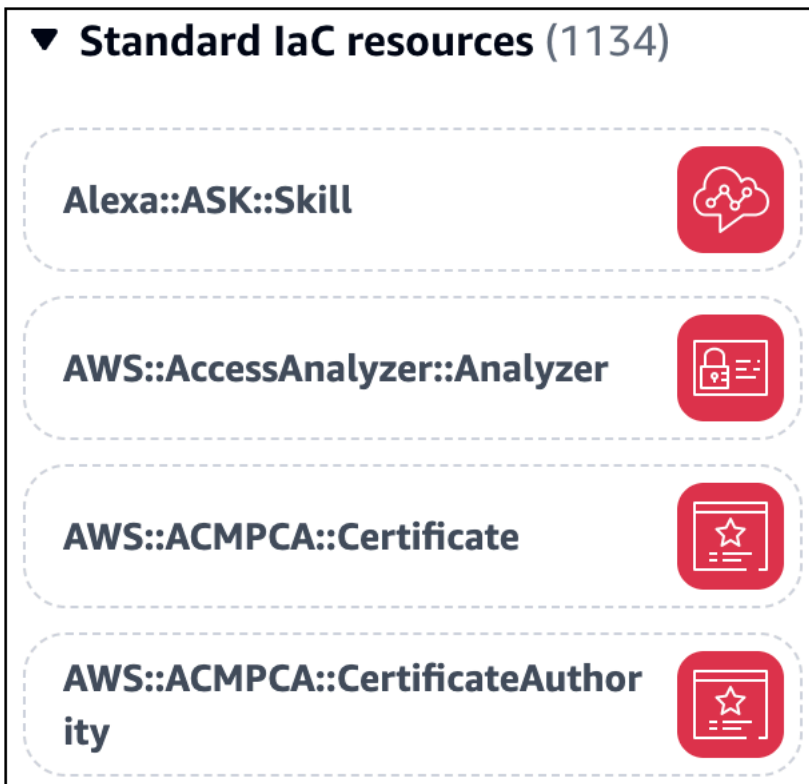 ▼ Standard IaC resources (1134)
Alexa::ASK::Skill
AWS::AccessAnalyzer::Analyzer
AWS::ACMPCA::Certificate
AWS::ACMPCA::CertificateAuthor
ity